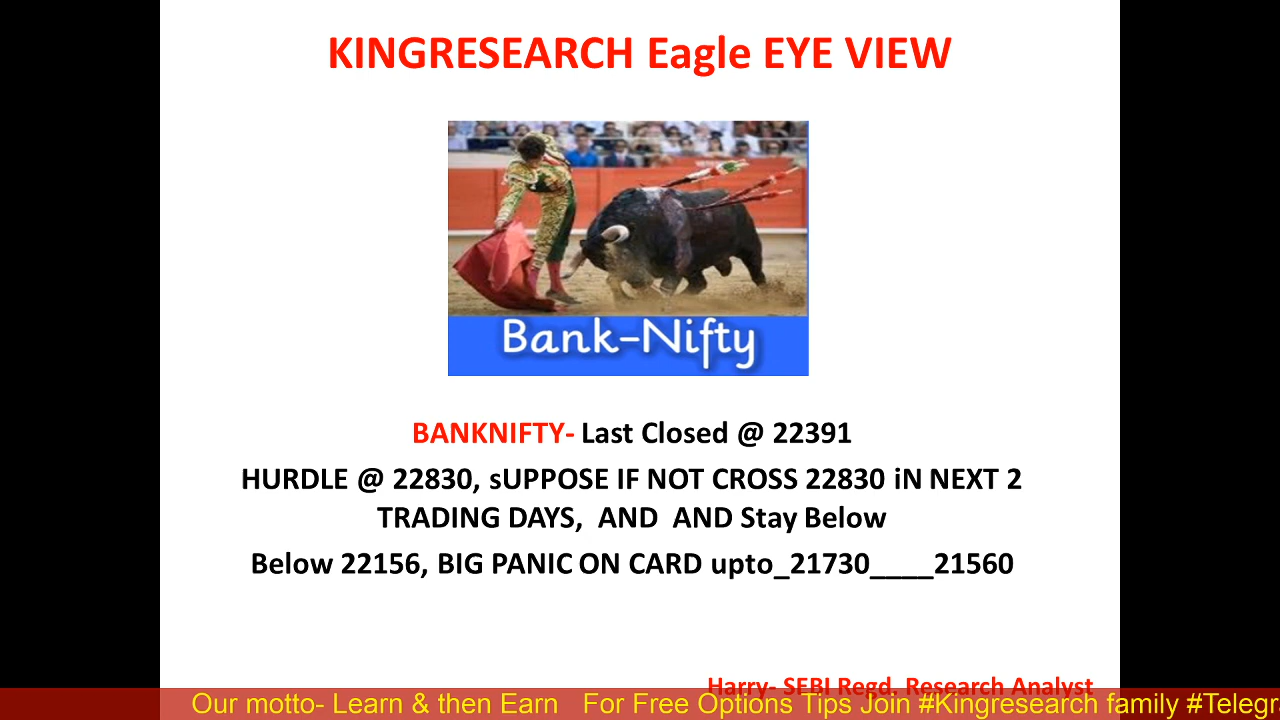 KINGRESEARCH Eagle EYE VIEW
Bank-Nifty
BANKNIFTY- Last Closed @ 22391
HURDLE @ 22830, sUPPOSE IF NOT CROSS 22830 iN NEXT 2
TRADING DAYS, AND AND Stay Below
Below 22156, BIG PANIC ON CARD upto_21730____21560
Harry- SEBI Regd. Research Analyst
Our motto- Learn & then Earn For Free Options Tips Join #Kingresearch family #Telegr